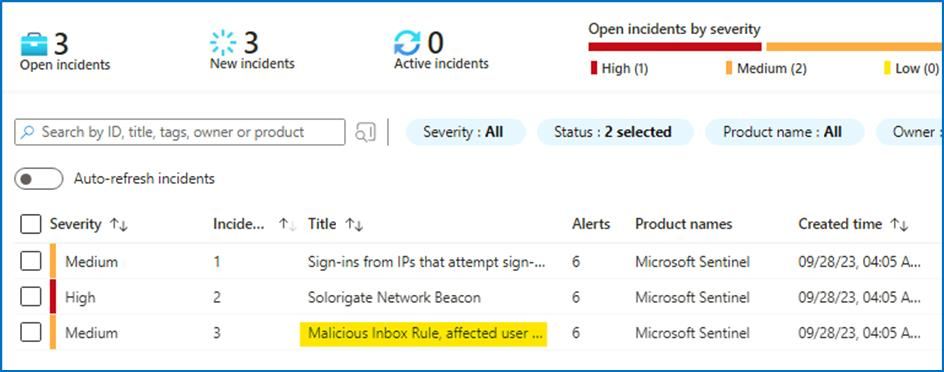 3 3 0 Open incidents by severity
Open incidents New incidents Active incidents
High (1) Medium (2) Low (0)
Search by ID, title, tags, owner or product Severity : All Status : 2 selected Product name : All Owner :
Auto-refresh incidents
Severity ↑↓ Incide... ↑↓ Title ↑↓ Alerts Product names Created time ↑↓
Medium 1 Sign-ins from IPs that attempt sign-... 6 Microsoft Sentinel 09/28/23, 04:05 A...
High 2 Solorigate Network Beacon 6 Microsoft Sentinel 09/28/23, 04:05 A...
Medium 3 Malicious Inbox Rule, affected user ... 6 Microsoft Sentinel 09/28/23, 04:05 A...